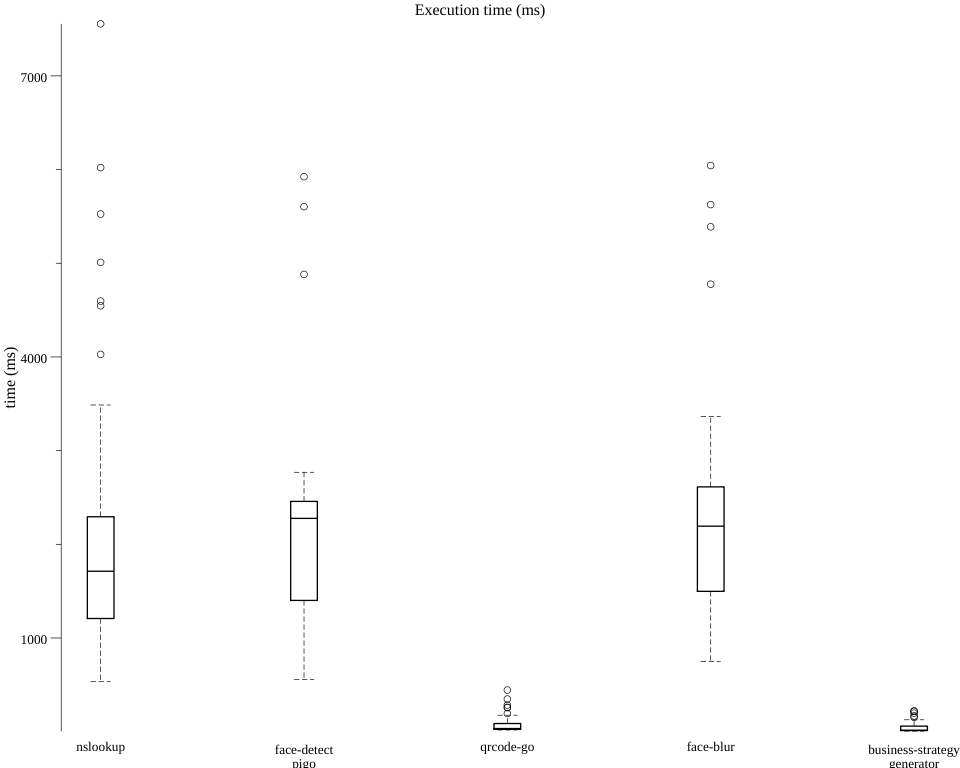 Execution time (ms)
7000
4000
1000
time (ms)
nslookup
face-detect
pigo
qrcode-go
face-blur
business-strategy
generator